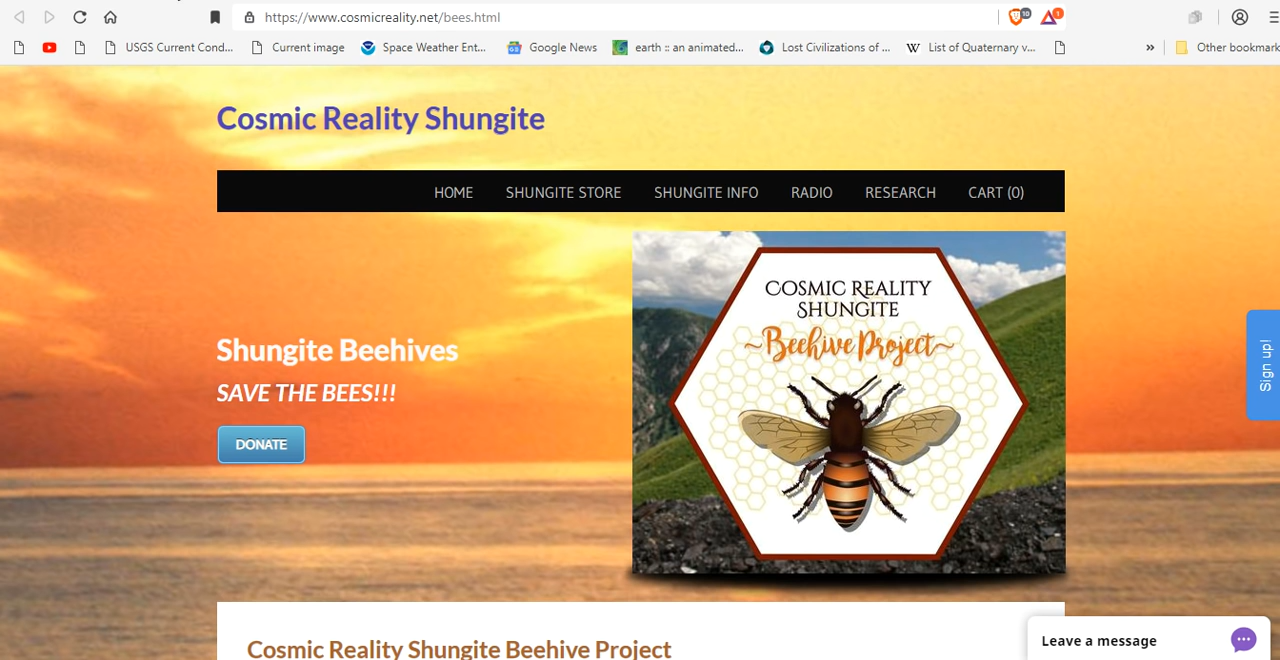 https://www.cosmicreality.net/bees.html
10
1
USGS Current Cond...
Current image
Space Weather Ent...
Google News
earth :: an animated...
Lost Civilizations of ...
W
List of Quaternary v...
»
Other bookmark
Cosmic Reality Shungite
HOME
SHUNGITE STORE
SHUNGITE INFO
RADIO
RESEARCH
CART (0)
COSMIC REALITY
SHUNGITE
~Beehive Project~
Shungite Beehives
SAVE THE BEES!!!
DONATE
Sign up!
Cosmic Reality Shungite Beehive Project
Leave a message